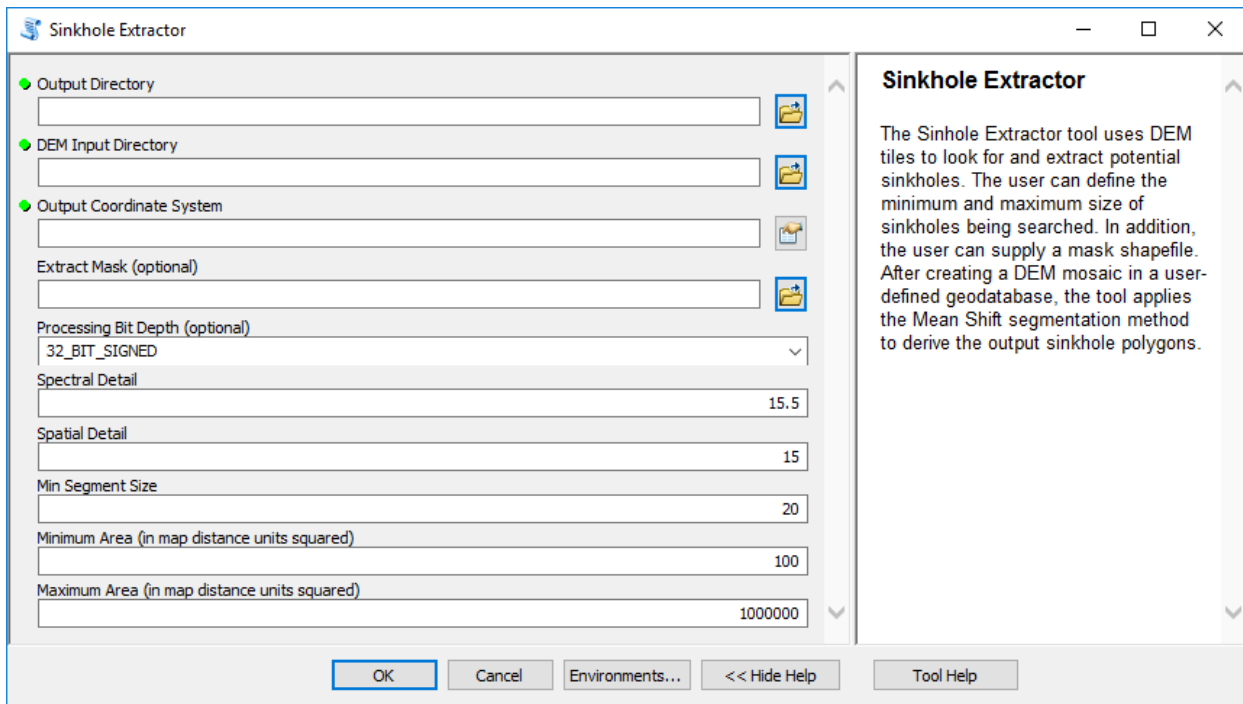 Sinkhole Extractor
Output Directory
DEM Input Directory
Output Coordinate System
Extract Mask (optional)
Processing Bit Depth (optional)
32_BIT_SIGNED
Spectral Detail
15.5
Spatial Detail
15
Min Segment Size
20
Minimum Area (in map distance units squared)
100
Maximum Area (in map distance units squared)
1000000
Sinkhole Extractor
The Sinhole Extractor tool uses DEM
tiles to look for and extract potential
sinkholes. The user can define the
minimum and maximum size of
sinkholes being searched. In addition,
the user can supply a mask shapefile.
After creating a DEM mosaic in a user-
defined geodatabase, the tool applies
the Mean Shift segmentation method
to derive the output sinkhole polygons.
OK
Cancel
Environments...
<< Hide Help
Tool Help